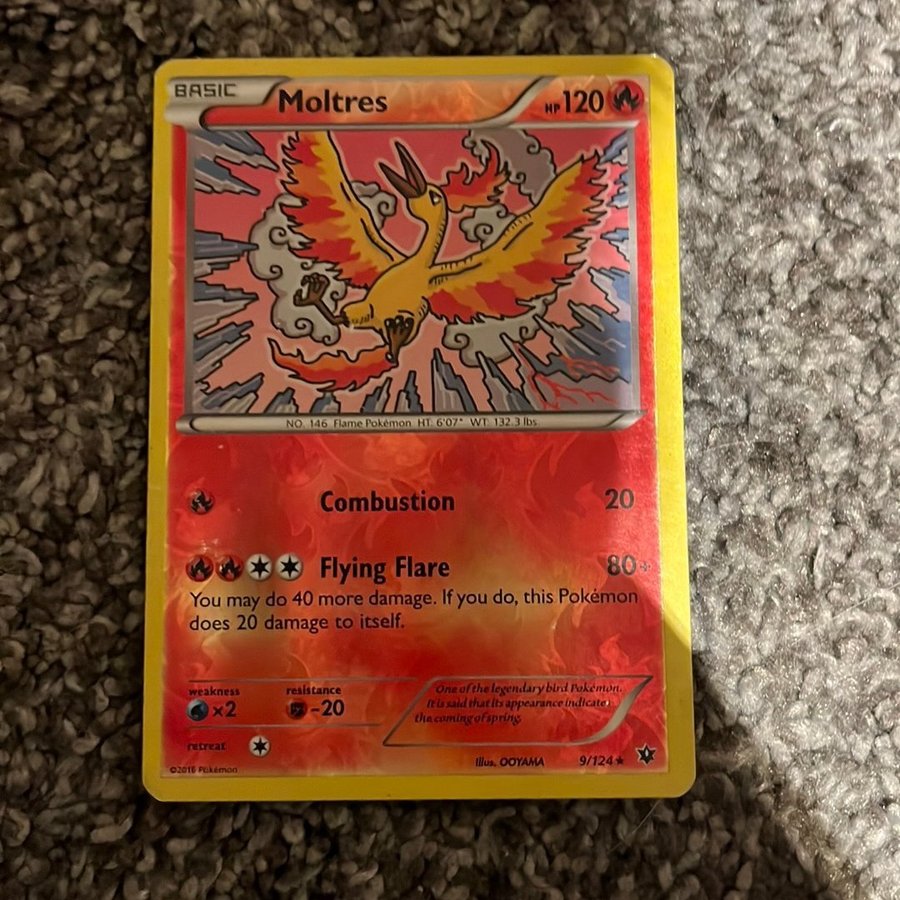 BASIC
Moltres
HP 120
NO. 146 Flame Pokémon HT: 6'07" WT: 132.3 lbs
Combustion 20
Flying Flare 80+
You may do 40 more damage. If you do, this Pokémon
does 20 damage to itself.
weakness resistance
×2 -20
One of the legendary bird Pokémon.
It is said that its appearance indicates
the coming of spring.
retreat
Illus. OOYAMA 9/124 ★
©2016 Pokémon